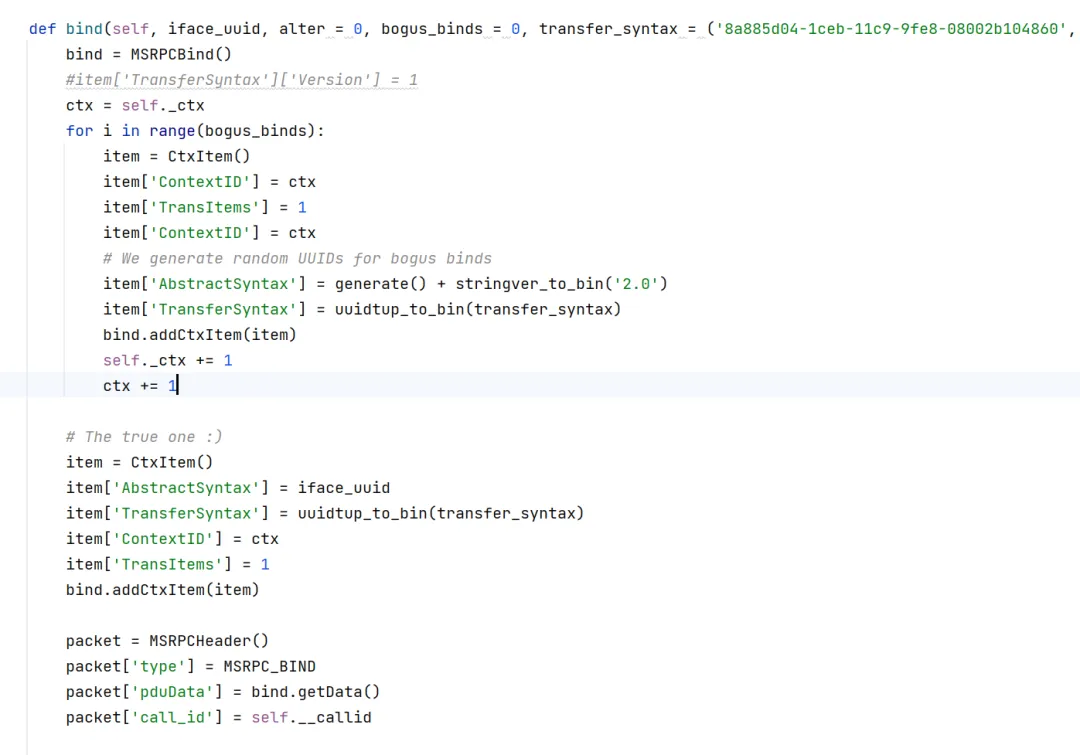 def bind(self, iface_uuid, alter = 0, bogus_binds = 0, transfer_syntax = ('8a885d04-1ceb-11c9-9fe8-08002b104860',
bind = MSRPCBind()
#item['TransferSyntax']['Version'] = 1
ctx = self._ctx
for i in range(bogus_binds):
item = CtxItem()
item['ContextID'] = ctx
item['TransItems'] = 1
item['ContextID'] = ctx
# We generate random UUIDs for bogus binds
item['AbstractSyntax'] = generate() + stringver_to_bin('2.0')
item['TransferSyntax'] = uuidtup_to_bin(transfer_syntax)
bind.addCtxItem(item)
self._ctx += 1
ctx += 1
# The true one :)
item = CtxItem()
item['AbstractSyntax'] = iface_uuid
item['TransferSyntax'] = uuidtup_to_bin(transfer_syntax)
item['ContextID'] = ctx
item['TransItems'] = 1
bind.addCtxItem(item)
packet = MSRPCHeader()
packet['type'] = MSRPC_BIND
packet['pduData'] = bind.getData()
packet['call_id'] = self.__callid